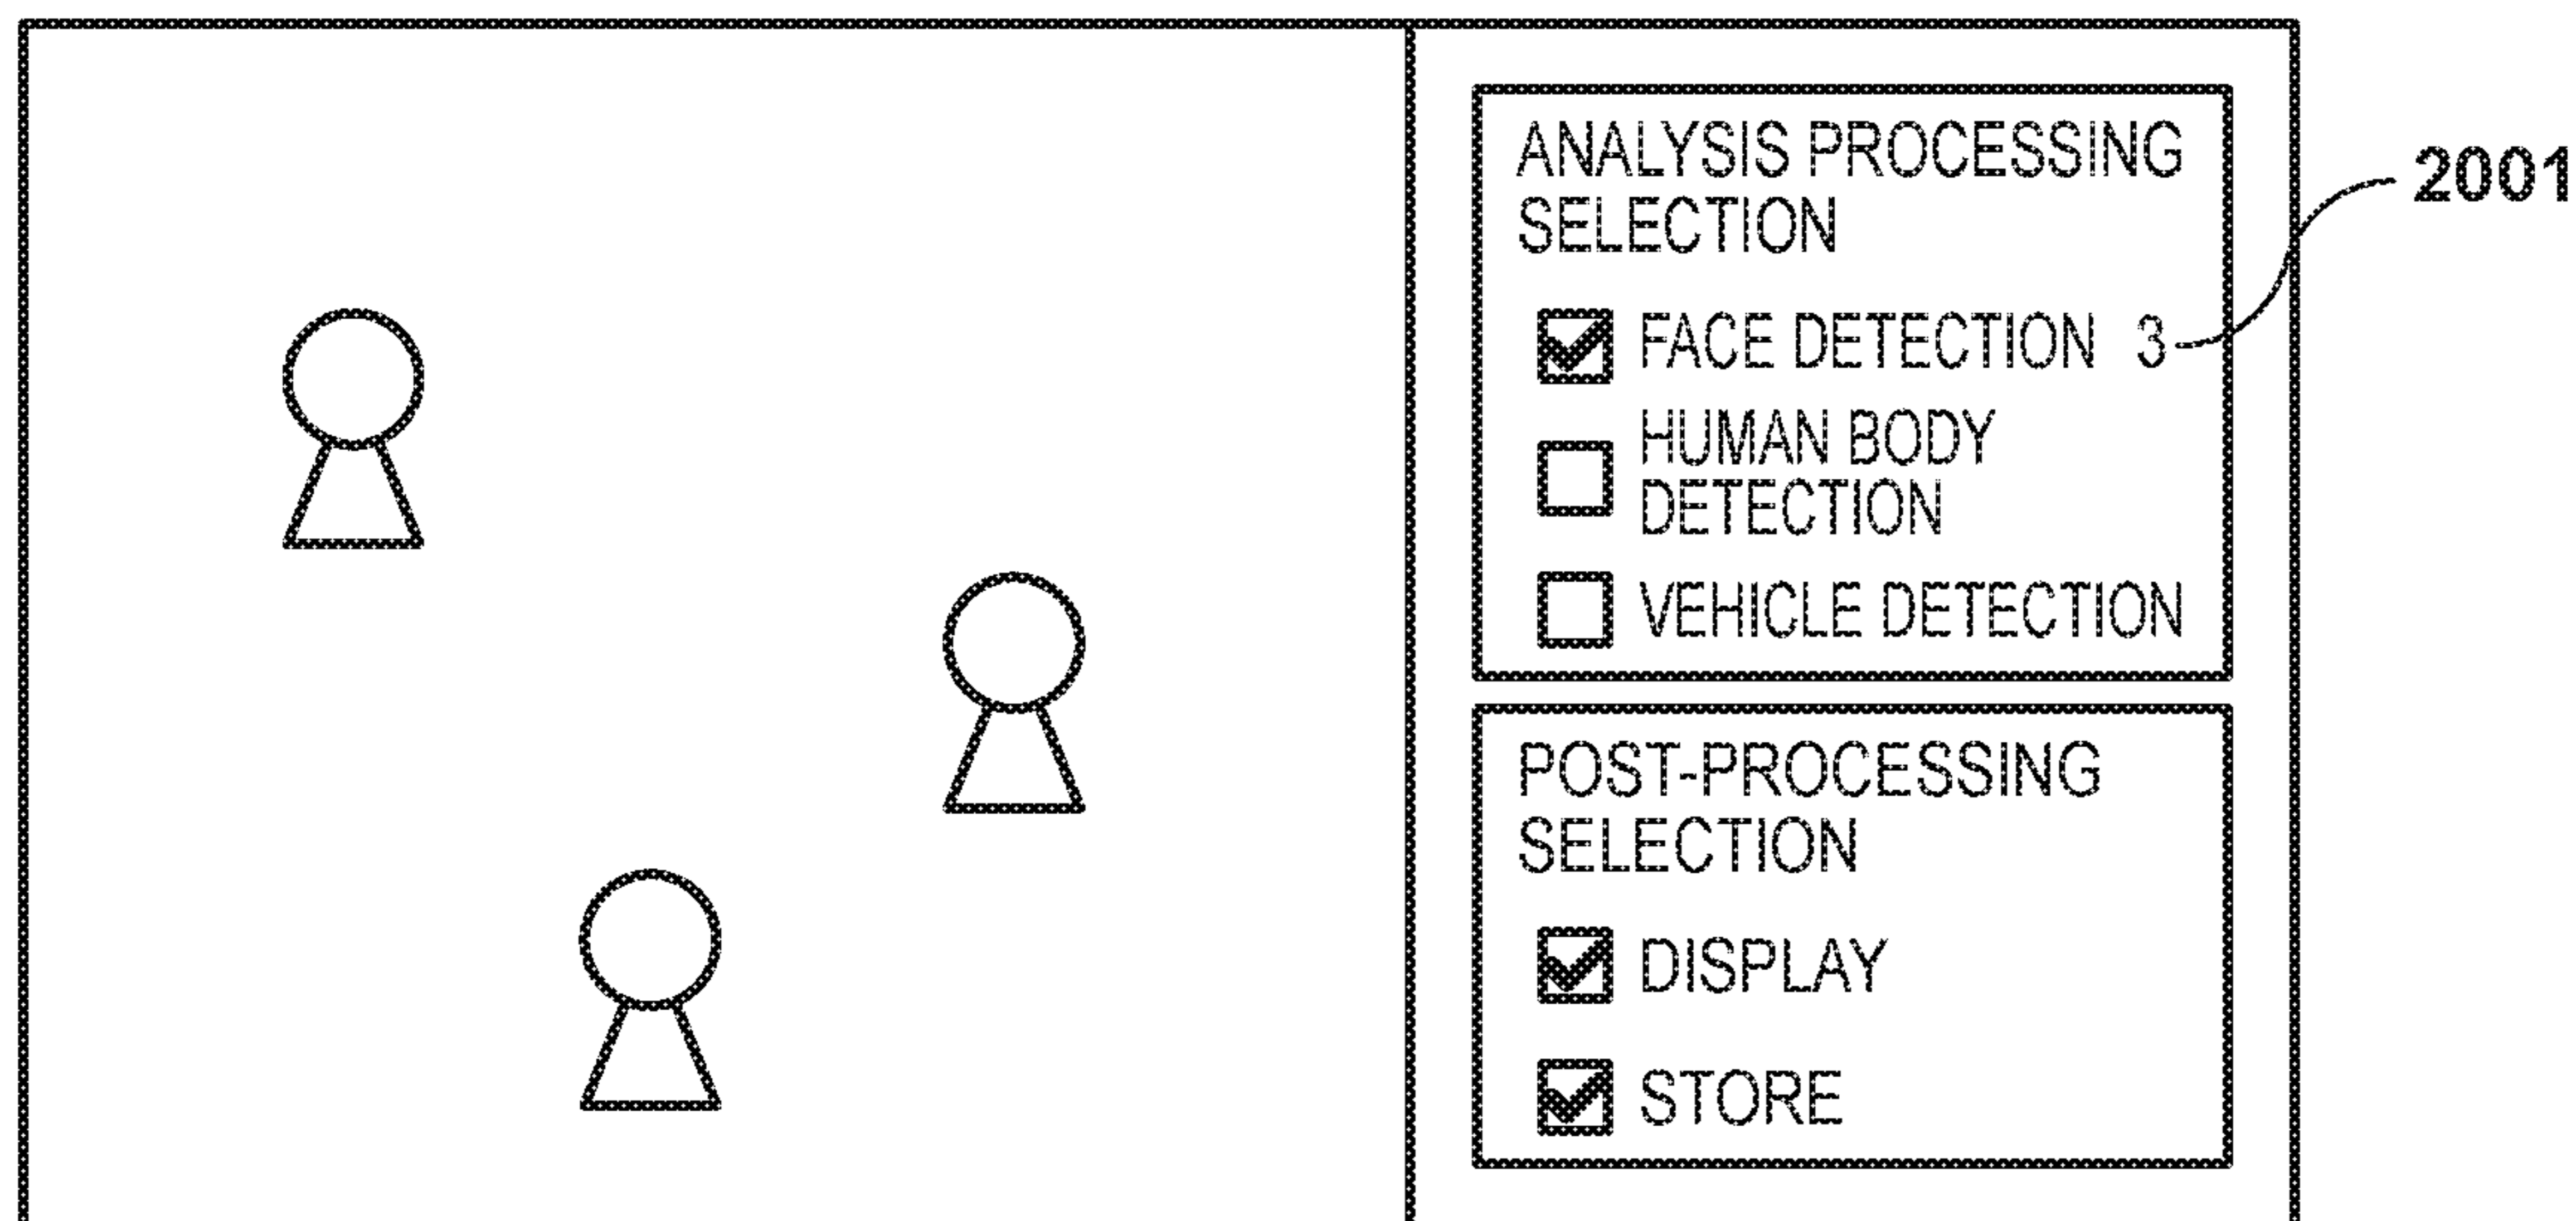 ANALYSIS PROCESSING
SELECTION
2001
FACE DETECTION 3
HUMAN BODY
DETECTION
VEHICLE DETECTION
POST-PROCESSING
SELECTION
DISPLAY
STORE